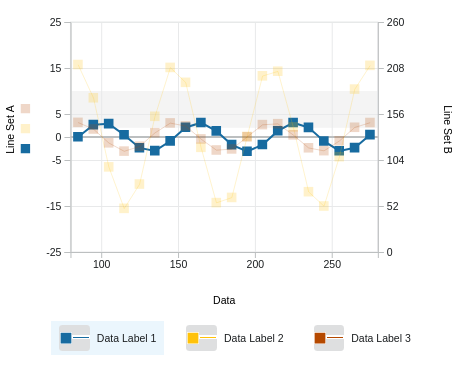 25
15
5
0
-5
-15
-25
260
208
156
104
52
0
Line Set A
Line Set B
100
150
200
250
Data
Data Label 1
Data Label 2
Data Label 3